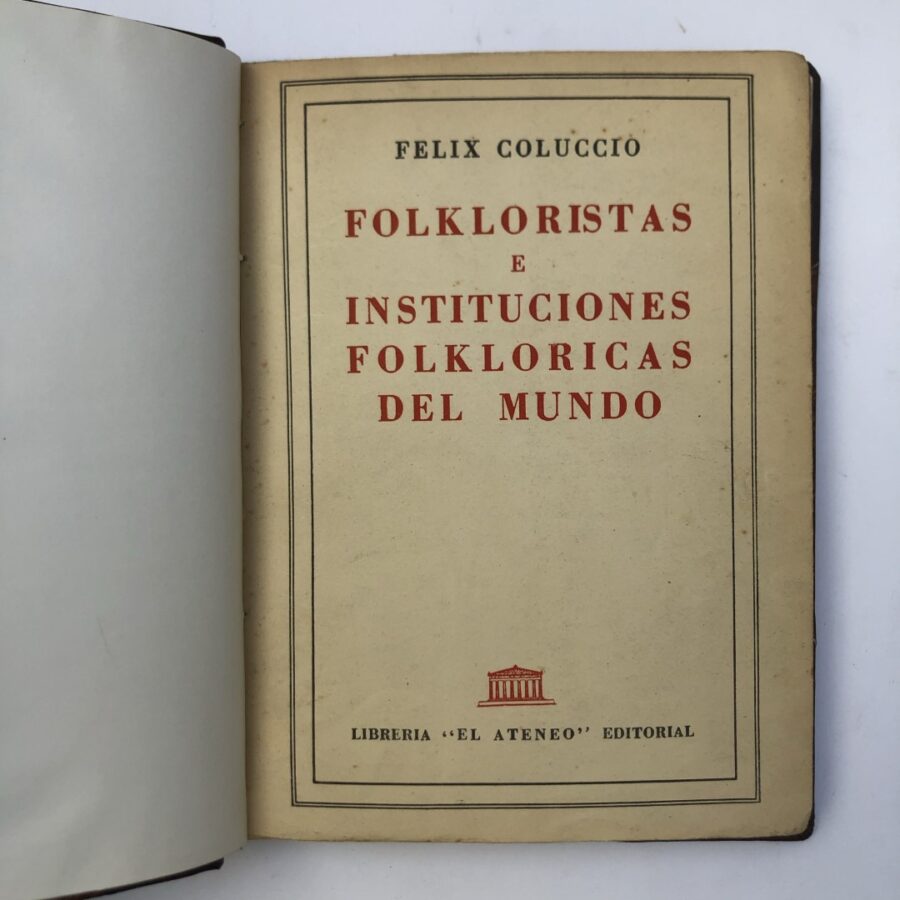 FELIX COLUCCIO
FOLKLORISTAS
E
INSTITUCIONES
FOLKLORICAS
DEL MUNDO
LIBRERIA "EL ATENEO" EDITORIAL